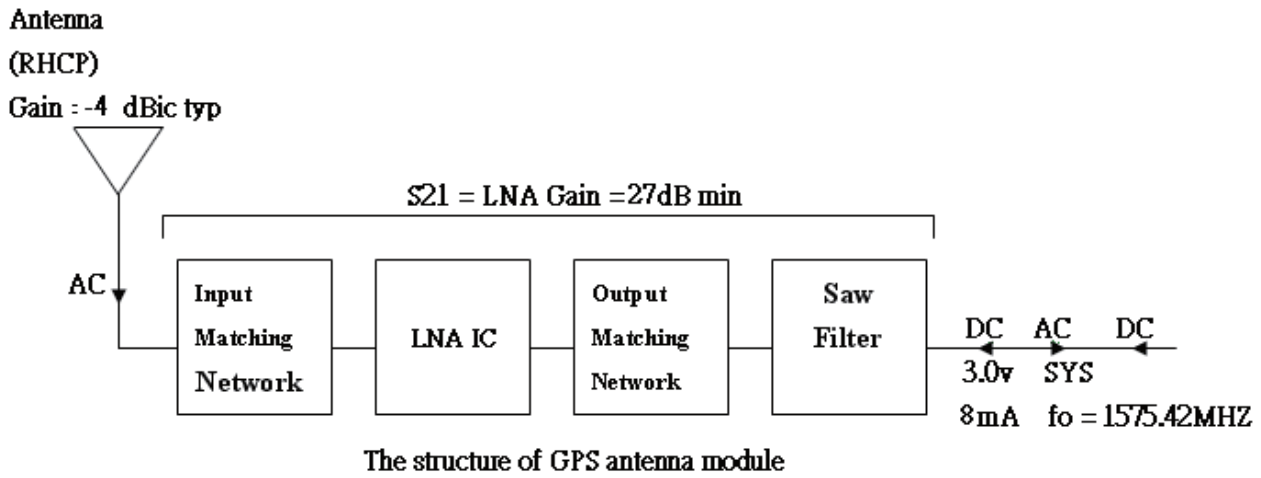 Antenna
(RHCP)
Gain = -4 dBic typ
S21 = LNA Gain =27dB min
AC
Input
Matching
Network
LNA IC
Output
Matching
Network
Saw
Filter
DC AC DC
3.0v SYS
8mA fo = 1575.42MHZ
The structure of GPS antenna module